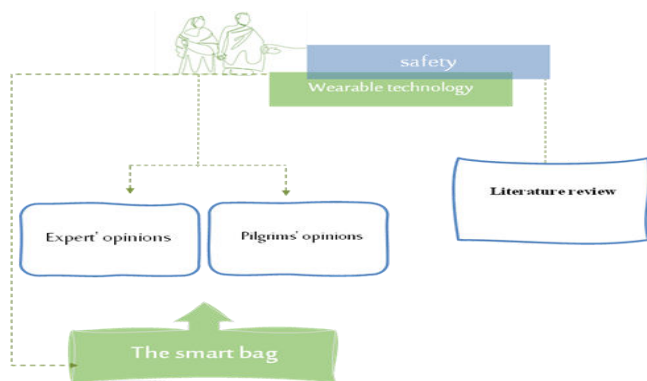 safety
Wearable technology
Literature review
Expert' opinions
Pilgrims' opinions
The smart bag